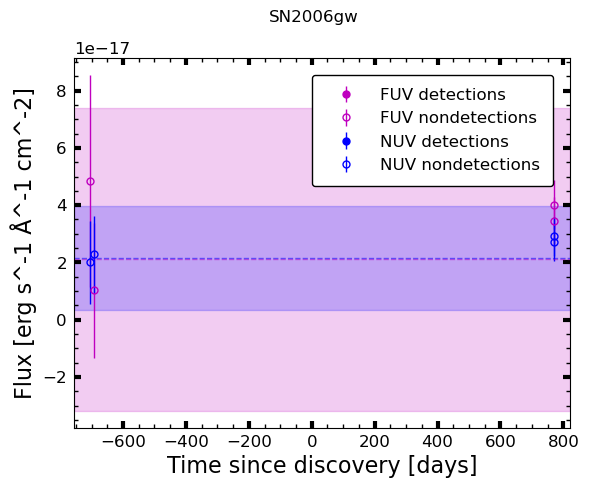 SN2006gw
1e−17
FUV detections
FUV nondetections
NUV detections
NUV nondetections
8
6
4
2
0
−2
Flux [erg s^-1 Å^-1 cm^-2]
−600 −400 −200 0 200 400 600 800
Time since discovery [days]